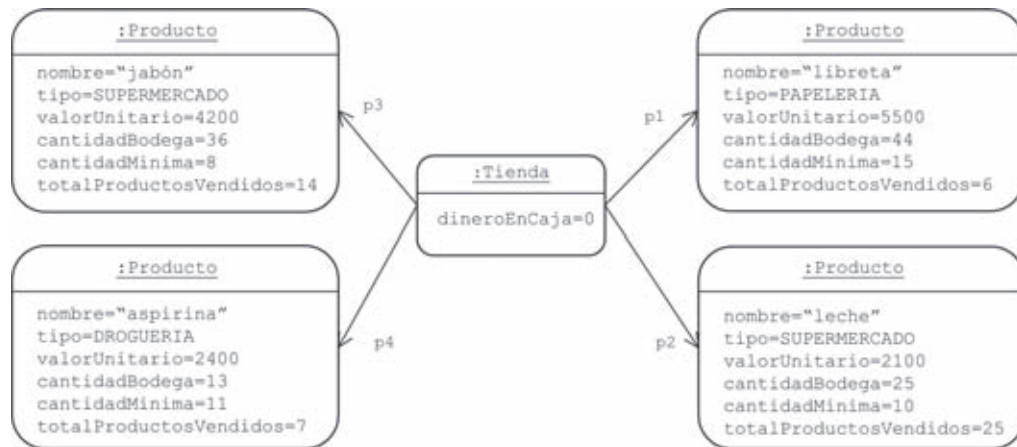 :Producto
nombre=“jabón”
tipo=SUPERMERCADO
valorUnitario=4200
cantidadBodega=36
cantidadMinima=8
totalProductosVendidos=14
:Producto
nombre=“libreta”
tipo=PAPELERIA
valorUnitario=5500
cantidadBodega=44
cantidadMinima=15
totalProductosVendidos=6
p3
p1
:Tienda
dineroEnCaja=0
:Producto
nombre=“aspirina”
tipo=DROGUERIA
valorUnitario=2400
cantidadBodega=13
cantidadMinima=11
totalProductosVendidos=7
p4
p2
:Producto
nombre=“leche”
tipo=SUPERMERCADO
valorUnitario=2100
cantidadBodega=25
cantidadMinima=10
totalProductosVendidos=25